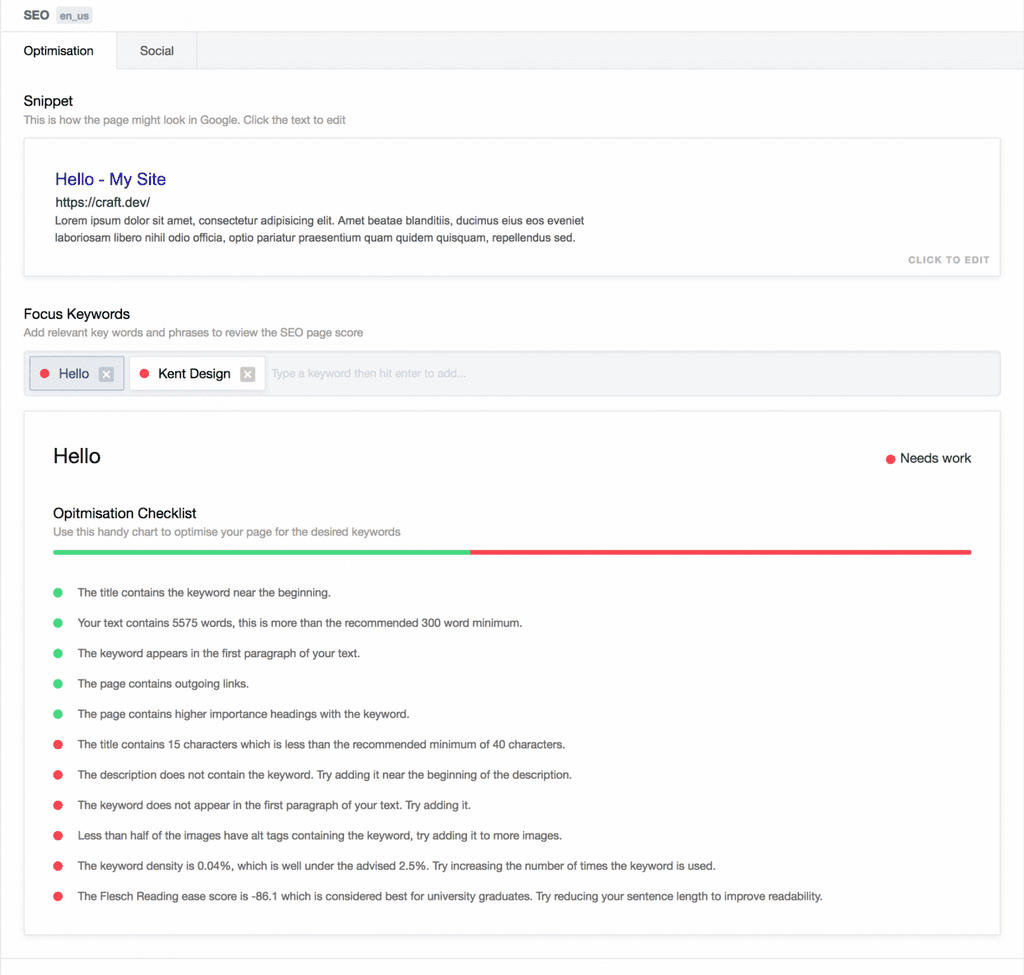 SEO en_us
Optimisation Social
Snippet
This is how the page might look in Google. Click the text to edit
Hello - My Site
https://craft.dev/
Lorem ipsum dolor sit amet, consectetur adipisicing elit. Amet beatae blanditiis, ducimus eius eos eveniet
laboriosam libero nihil odio officia, optio pariatur praesentium quam quidem quisquam, repellendus sed.
CLICK TO EDIT
Focus Keywords
Add relevant key words and phrases to review the SEO page score
Hello Kent Design Type a keyword then hit enter to add...
Hello
Needs work
Opitmisation Checklist
Use this handy chart to optimise your page for the desired keywords
The title contains the keyword near the beginning.
Your text contains 5575 words, this is more than the recommended 300 word minimum.
The keyword appears in the first paragraph of your text.
The page contains outgoing links.
The page contains higher importance headings with the keyword.
The title contains 15 characters which is less than the recommended minimum of 40 characters.
The description does not contain the keyword. Try adding it near the beginning of the description.
The keyword does not appear in the first paragraph of your text. Try adding it.
Less than half of the images have alt tags containing the keyword, try adding it to more images.
The keyword density is 0.04%, which is well under the advised 2.5%. Try increasing the number of times the keyword is used.
The Flesch Reading ease score is -86.1 which is considered best for university graduates. Try reducing your sentence length to improve readability.